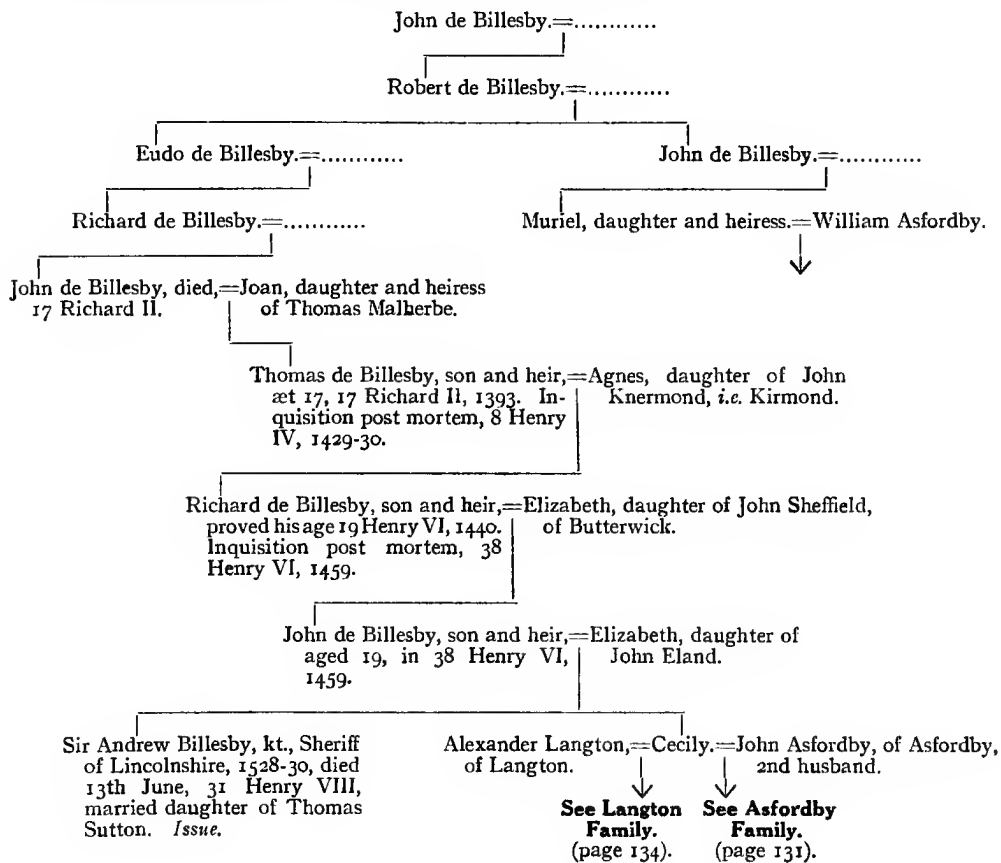 John de Billesby.=............
Robert de Billesby.=............
Eudo de Billesby.=............
John de Billesby.=............
Richard de Billesby.=............
Muriel, daughter and heiress.=William Asfordby.
John de Billesby, died,=Joan, daughter and heiress
17 Richard II.
of Thomas Malherbe.
Thomas de Billesby, son and heir,=Agnes, daughter of John
æt 17, 17 Richard II, 1393. In-
Knermond, i.e. Kirmond.
quisition post mortem, 8 Henry
IV, 1429-30.
Richard de Billesby, son and heir,=Elizabeth, daughter of John Sheffield,
proved his age 19 Henry VI, 1440.
of Butterwick.
Inquisition post mortem, 38
Henry VI, 1459.
John de Billesby, son and heir,=Elizabeth, daughter of
aged 19, in 38 Henry VI,
John Eland.
1459.
Sir Andrew Billesby, kt., Sheriff
of Lincolnshire, 1528-30, died
13th June, 31 Henry VIII,
married daughter of Thomas
Sutton. Issue.
Alexander Langton,=Cecily.=John Asfordby, of Asfordby,
of Langton.
2nd husband.
See Langton
Family.
(page 134).
See Asfordby
Family.
(page 131).